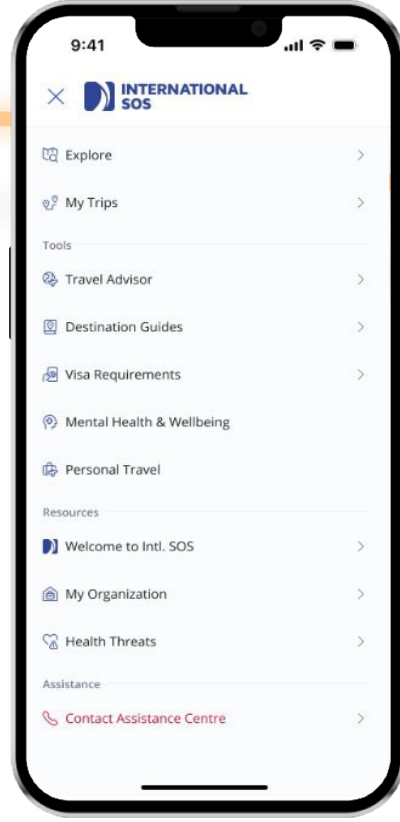 9:41
INTERNATIONAL
SOS
Explore
My Trips
Tools
Travel Advisor
Destination Guides
Visa Requirements
Mental Health & Wellbeing
Personal Travel
Resources
Welcome to Intl. SOS
My Organization
Health Threats
Assistance
Contact Assistance Centre